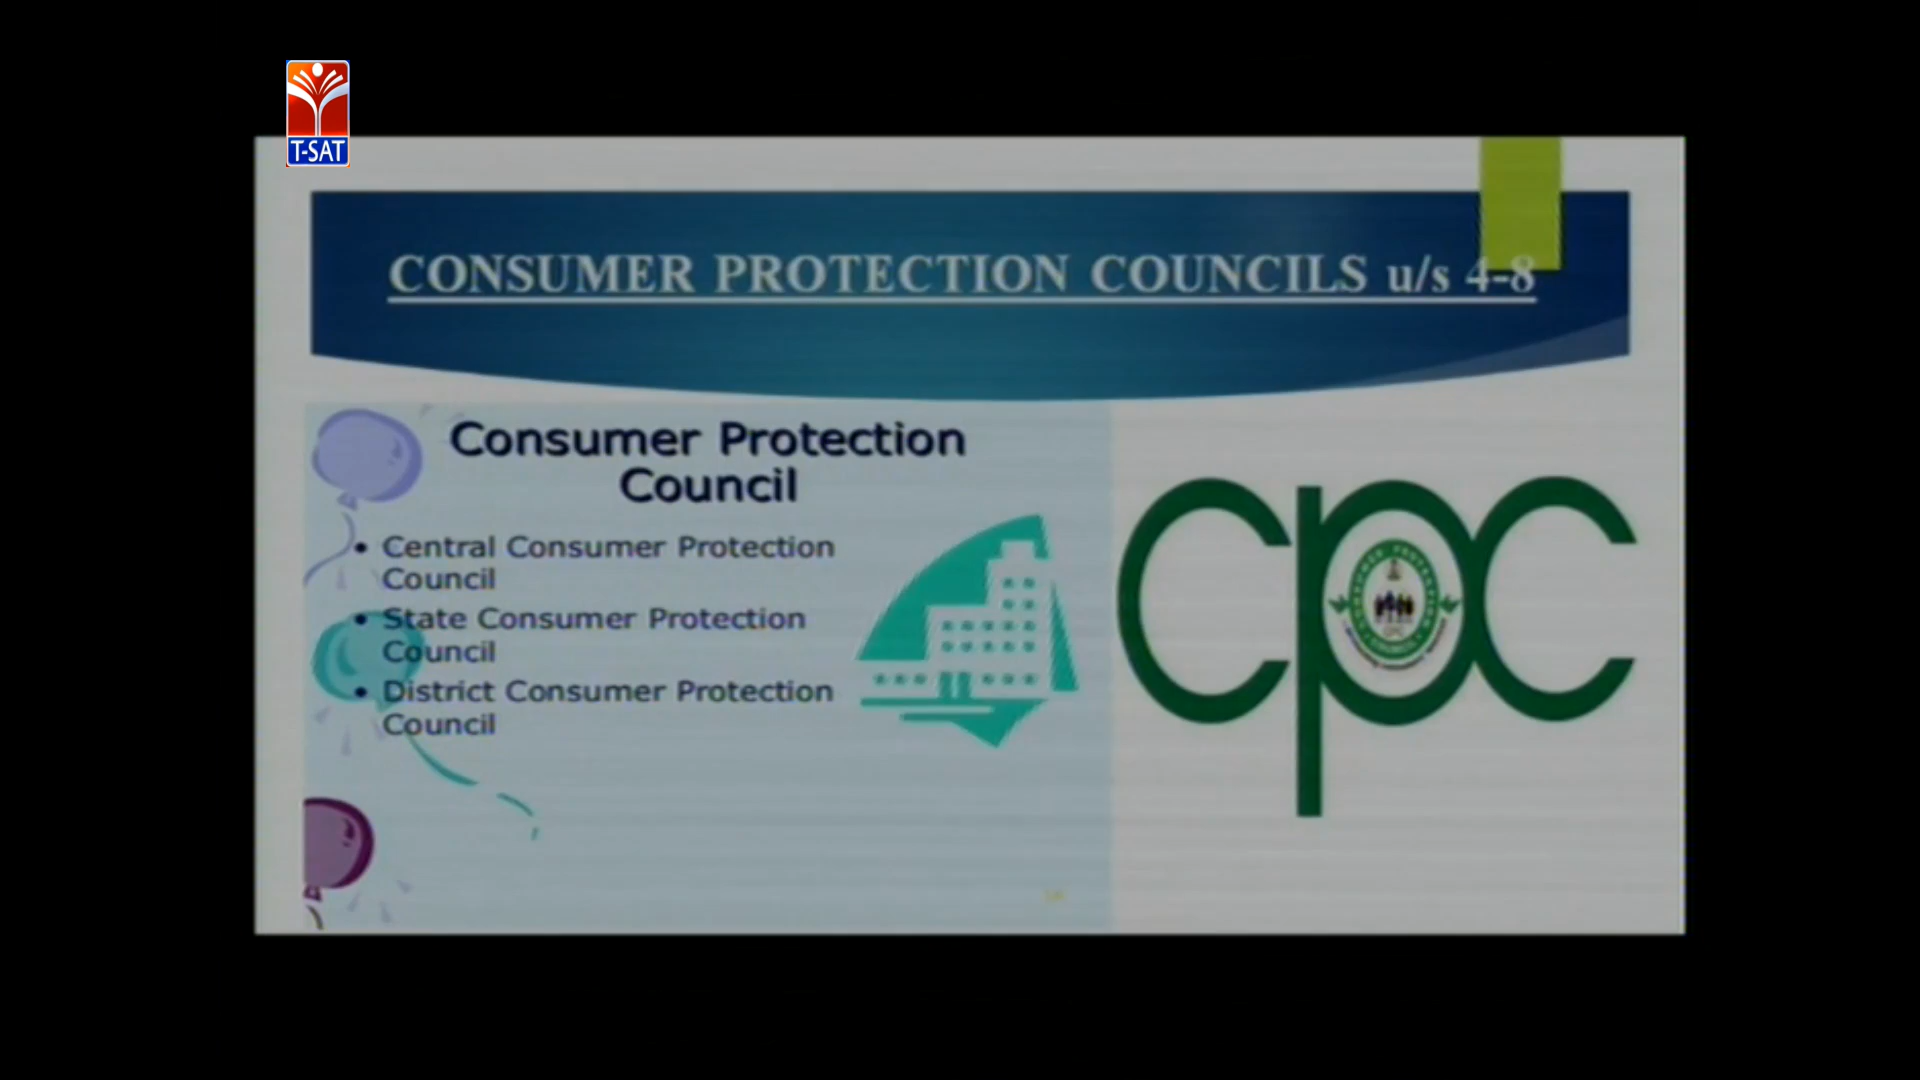 T-SAT
CONSUMER PROTECTION COUNCILS u/s 4-8
Consumer Protection
Council
• Central Consumer Protection
Council
• State Consumer Protection
Council
• District Consumer Protection
Council
cpc